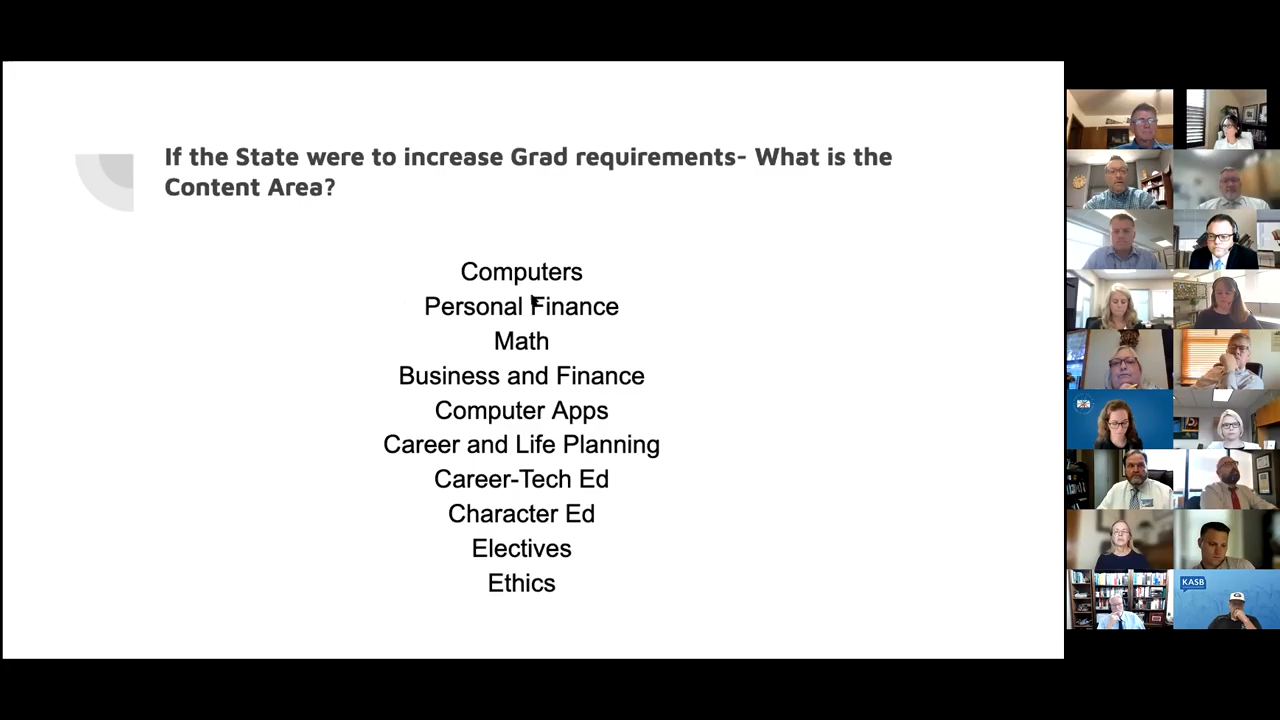 If the State were to increase Grad requirements- What is the
Content Area?
Computers
Personal Finance
Math
Business and Finance
Computer Apps
Career and Life Planning
Career-Tech Ed
Character Ed
Electives
Ethics
KASB